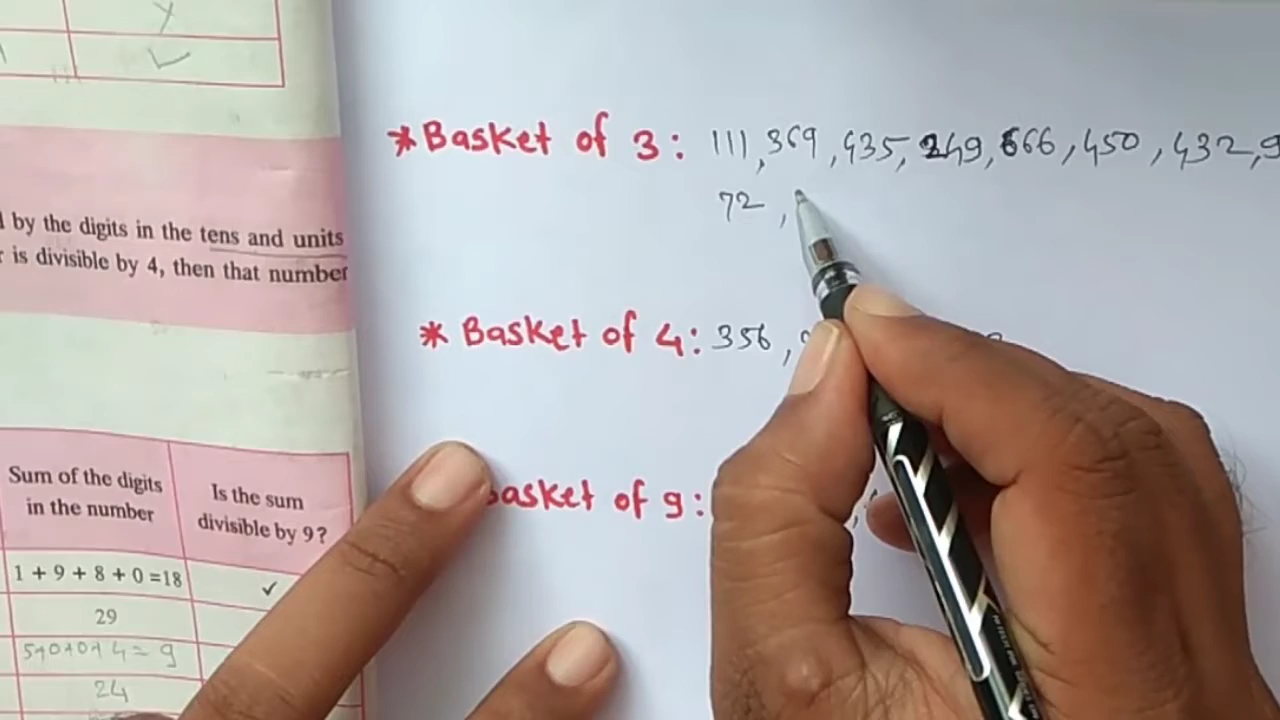 l by the digits in the tens and units
r is divisible by 4, then that number
Sum of the digits
in the number
Is the sum
divisible by 9?
1 + 9 + 8 + 0 =18 ✓
29
5+0+0+4=9
24
*Basket of 3: 111, 369, 435, 249, 666, 450, 432, 9
72,
* Basket of 4: 356,
Basket of 9: